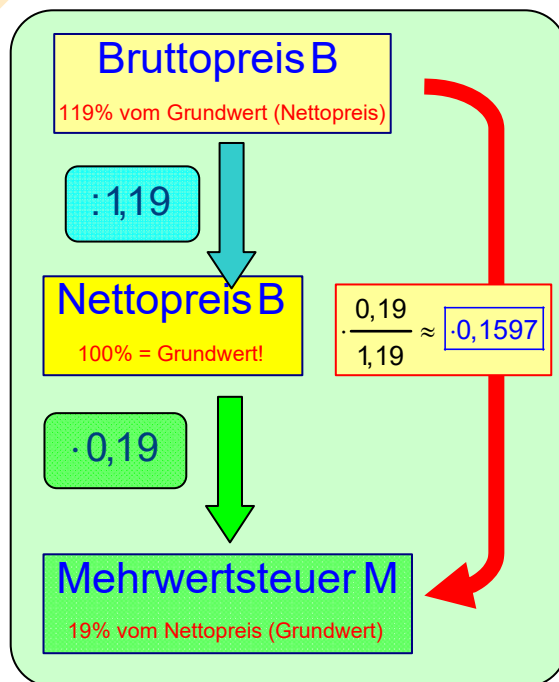 Bruttopreis B
119% vom Grundwert (Nettopreis)
:1,19
Nettopreis B
100% = Grundwert!
· 0,19/1,19 ≈ ·0,1597
· 0,19
Mehrwertsteuer M
19% vom Nettopreis (Grundwert)